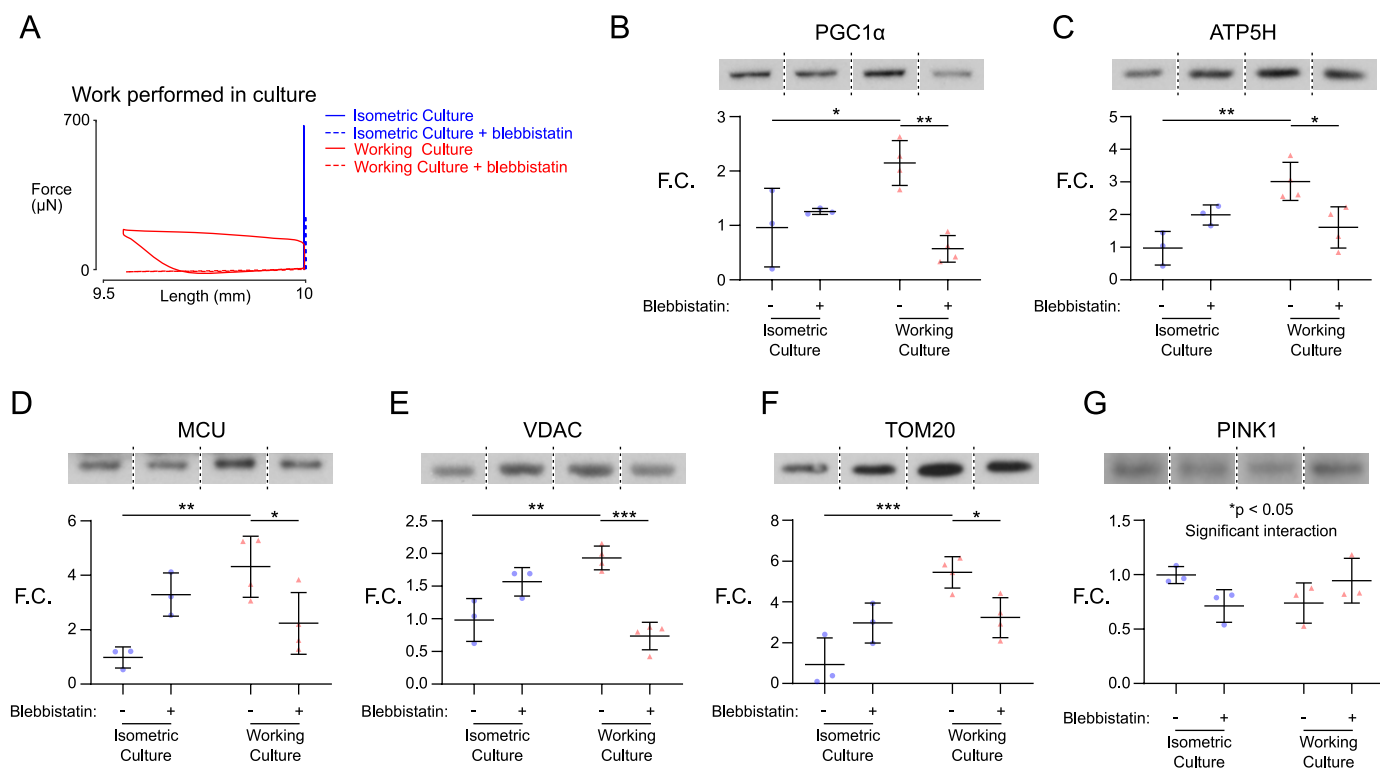 A
Work performed in culture
700
Force
(µN)
0
9.5
Length (mm)
10
Isometric Culture
Isometric Culture + blebbistatin
Working Culture
Working Culture + blebbistatin
B
PGC1α
3
2
1
0
F.C.
*
**
Blebbistatin:
- + - +
Isometric
Culture
Working
Culture
C
ATP5H
5
4
3
2
1
0
F.C.
**
*
Blebbistatin:
- + - +
Isometric
Culture
Working
Culture
D
MCU
6
4
2
0
F.C.
**
*
Blebbistatin:
- + - +
Isometric
Culture
Working
Culture
E
VDAC
2.5
2.0
1.5
1.0
0.5
0.0
F.C.
**
***
Blebbistatin:
- + - +
Isometric
Culture
Working
Culture
F
TOM20
8
6
4
2
0
F.C.
***
*
Blebbistatin:
- + - +
Isometric
Culture
Working
Culture
G
PINK1
*p < 0.05
Significant interaction
1.5
1.0
0.5
0.0
F.C.
Blebbistatin:
- + - +
Isometric
Culture
Working
Culture